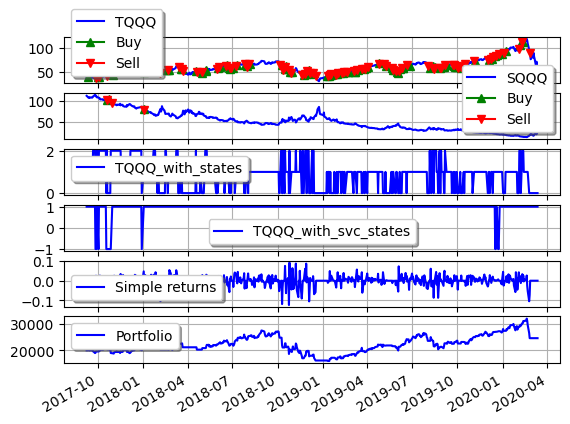 TQQQ
Buy
Sell
100
50
SQQQ
Buy
Sell
100
50
TQQQ_with_states
2
0
TQQQ_with_svc_states
1
0
−1
0.1
0.0
−0.1
Simple returns
Portfolio
30000
20000
2017-10
2018-01
2018-04
2018-07
2018-10
2019-01
2019-04
2019-07
2019-10
2020-01
2020-04